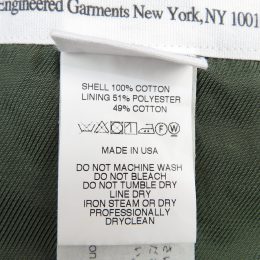 Engineered Garments New York, NY 1001
SHELL 100% COTTON
LINING 51% POLYESTER
49% COTTON
MADE IN USA
DO NOT MACHINE WASH
DO NOT BLEACH
DO NOT TUMBLE DRY
LINE DRY
IRON STEAM OR DRY
PROFESSIONALLY
DRYCLEAN